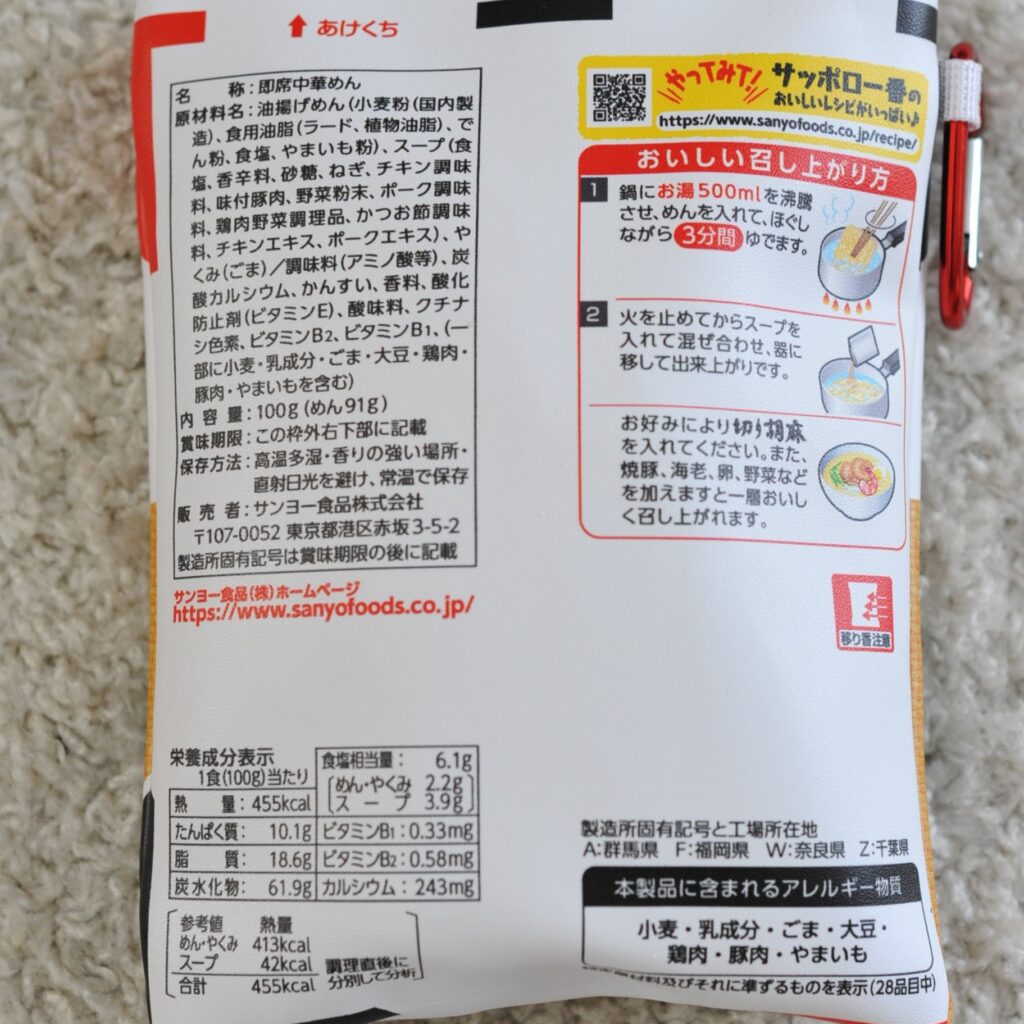 あけくち
名 称：即席中華めん
原材料名：油揚げめん(小麦粉(国内製
造)、食用油脂(ラード、植物油脂)、で
ん粉、食塩、やまいも粉)、スープ(食
塩、香辛料、砂糖、ねぎ、チキン調味
料、味付豚肉、野菜粉末、ポーク調味
料、鶏肉野菜調理品、かつお節調味
料、チキンエキス、ポークエキス)、や
くみ(ごま)／調味料(アミノ酸等)、炭
酸カルシウム、かんすい、香料、酸化
防止剤(ビタミンE)、酸味料、クチナ
シ色素、ビタミンB2、ビタミンB1、(一
部に小麦・乳成分・ごま・大豆・鶏肉・
豚肉・やまいもを含む)
内 容 量：100g(めん91g)
賞味期限：この枠外右下部に記載
保存方法：高温多湿・香りの強い場所・
直射日光を避け、常温で保存
販 売 者：サンヨー食品株式会社
〒107-0052 東京都港区赤坂3-5-2
製造所固有記号は賞味期限の後に記載
サンヨー食品(株)ホームページ
https://www.sanyofoods.co.jp/
栄養成分表示
1食(100g)当たり
熱 量：455kcal
たんぱく質： 10.1g
脂 質： 18.6g
炭水化物： 61.9g
食塩相当量： 6.1g
めん・やくみ 2.2g
スープ 3.9g
ビタミンB1：0.33mg
ビタミンB2：0.58mg
カルシウム：243mg
参考値 熱量
めん・やくみ 413kcal
スープ 42kcal
合計 455kcal
調理直後に
分別して分析
やってみて！
サッポロ一番の
おいしいレシピがいっぱい♪
https://www.sanyofoods.co.jp/recipe/
おいしい召し上がり方
1 鍋にお湯500mlを沸騰
させ、めんを入れて、ほぐし
ながら3分間ゆでます。
2 火を止めてからスープを
入れて混ぜ合わせ、器に
移して出来上がりです。
お好みにより切り胡麻
を入れてください。また、
焼豚、海老、卵、野菜など
を加えますと一層おいし
く召し上がれます。
移り香注意
製造所固有記号と工場所在地
A:群馬県 F:福岡県 W:奈良県 Z:千葉県
本製品に含まれるアレルギー物質
小麦・乳成分・ごま・大豆・
鶏肉・豚肉・やまいも
材料及びそれに準ずるものを表示(28品目中)